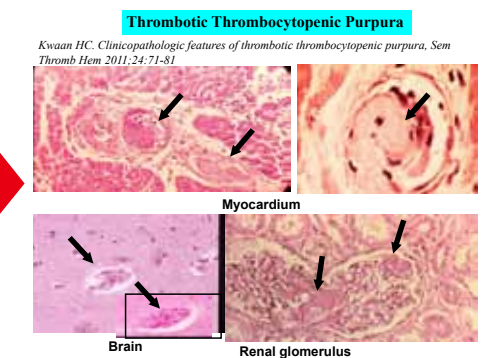 Thrombotic Thrombocytopenic Purpura
Kwaan HC. Clinicopathologic features of thrombotic thrombocytopenic purpura, Sem
Thromb Hem 2011;24:71-81
Myocardium
Brain
Renal glomerulus